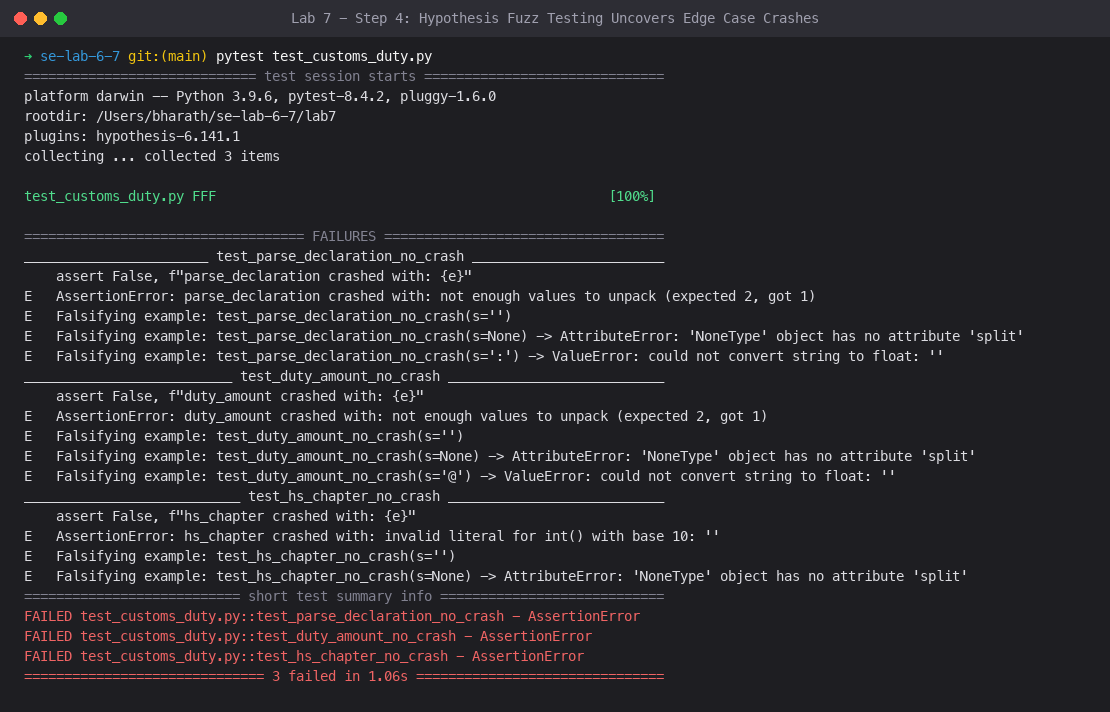 Lab 7 – Step 4: Hypothesis Fuzz Testing Uncovers Edge Case Crashes
→ se-lab-6-7 git:(main) pytest test_customs_duty.py
============================= test session starts ==============================
platform darwin -- Python 3.9.6, pytest-8.4.2, pluggy-1.6.0
rootdir: /Users/bharath/se-lab-6-7/lab7
plugins: hypothesis-6.141.1
collecting ... collected 3 items
test_customs_duty.py FFF [100%]
=================================== FAILURES ===================================
_______________________ test_parse_declaration_no_crash ________________________
assert False, f"parse_declaration crashed with: {e}"
E AssertionError: parse_declaration crashed with: not enough values to unpack (expected 2, got 1)
E Falsifying example: test_parse_declaration_no_crash(s='')
E Falsifying example: test_parse_declaration_no_crash(s=None) -> AttributeError: 'NoneType' object has no attribute 'split'
E Falsifying example: test_parse_declaration_no_crash(s=':') -> ValueError: could not convert string to float: ''
__________________________ test_duty_amount_no_crash ___________________________
assert False, f"duty_amount crashed with: {e}"
E AssertionError: duty_amount crashed with: not enough values to unpack (expected 2, got 1)
E Falsifying example: test_duty_amount_no_crash(s='')
E Falsifying example: test_duty_amount_no_crash(s=None) -> AttributeError: 'NoneType' object has no attribute 'split'
E Falsifying example: test_duty_amount_no_crash(s='@') -> ValueError: could not convert string to float: ''
___________________________ test_hs_chapter_no_crash ___________________________
assert False, f"hs_chapter crashed with: {e}"
E AssertionError: hs_chapter crashed with: invalid literal for int() with base 10: ''
E Falsifying example: test_hs_chapter_no_crash(s='')
E Falsifying example: test_hs_chapter_no_crash(s=None) -> AttributeError: 'NoneType' object has no attribute 'split'
=========================== short test summary info ============================
FAILED test_customs_duty.py::test_parse_declaration_no_crash - AssertionError
FAILED test_customs_duty.py::test_duty_amount_no_crash - AssertionError
FAILED test_customs_duty.py::test_hs_chapter_no_crash - AssertionError
============================== 3 failed in 1.06s ===============================